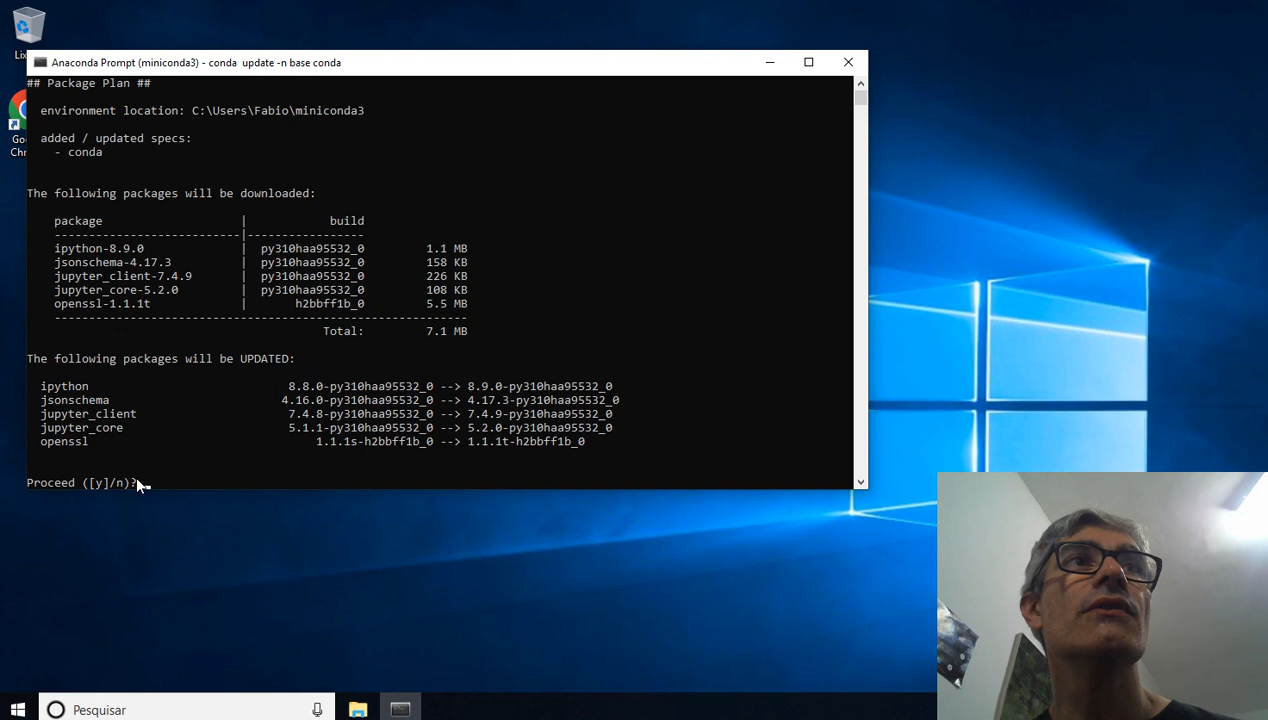 Lix
Go
Chr
Anaconda Prompt (miniconda3) - conda  update -n base conda
## Package Plan ##
environment location: C:\Users\Fabio\miniconda3
added / updated specs:
- conda
The following packages will be downloaded:
package | build
---------------------------|-----------------
ipython-8.9.0 | py310haa95532_0 1.1 MB
jsonschema-4.17.3 | py310haa95532_0 158 KB
jupyter_client-7.4.9 | py310haa95532_0 226 KB
jupyter_core-5.2.0 | py310haa95532_0 108 KB
openssl-1.1.1t | h2bbff1b_0 5.5 MB
------------------------------------------------------------
Total: 7.1 MB
The following packages will be UPDATED:
ipython 8.8.0-py310haa95532_0 --> 8.9.0-py310haa95532_0
jsonschema 4.16.0-py310haa95532_0 --> 4.17.3-py310haa95532_0
jupyter_client 7.4.8-py310haa95532_0 --> 7.4.9-py310haa95532_0
jupyter_core 5.1.1-py310haa95532_0 --> 5.2.0-py310haa95532_0
openssl 1.1.1s-h2bbff1b_0 --> 1.1.1t-h2bbff1b_0
Proceed ([y]/n)?
Pesquisar